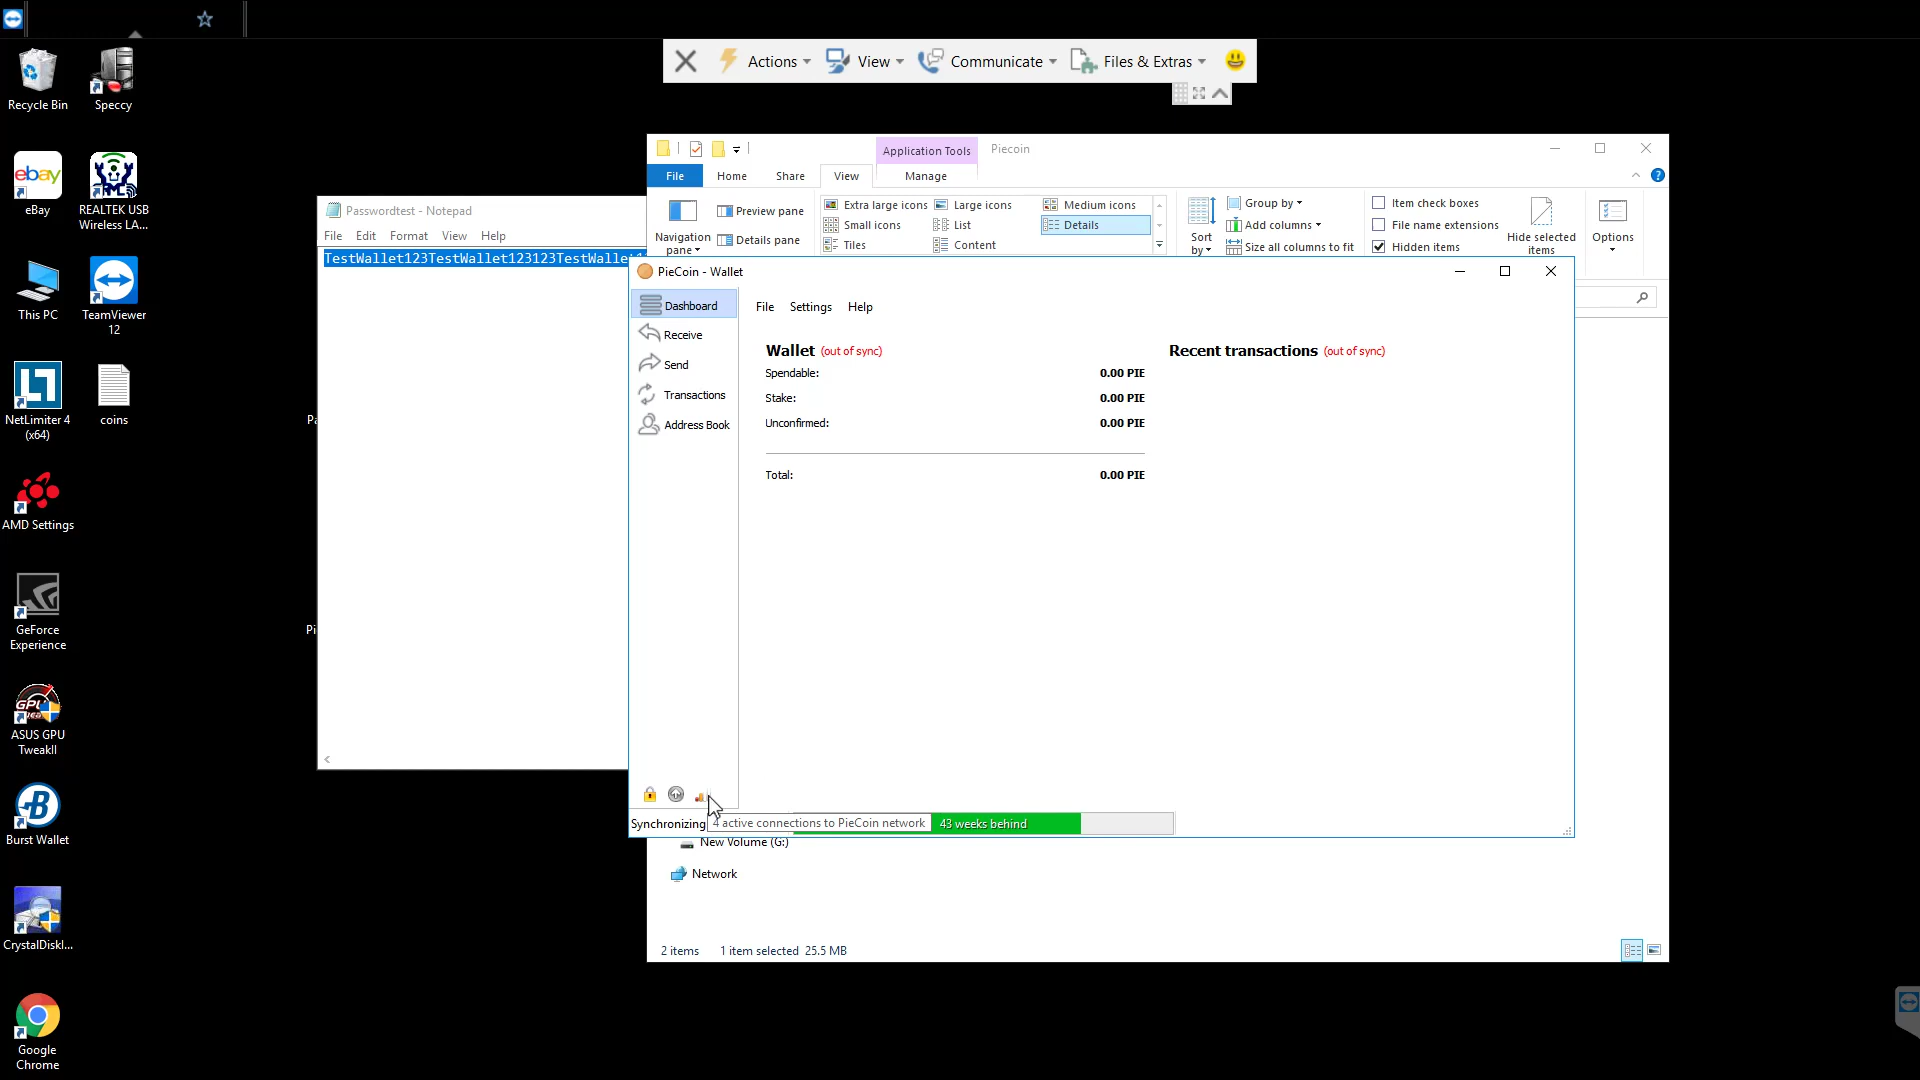 Actions
View
Communicate
Files & Extras
Recycle Bin
Speccy
eBay
REALTEK USB
Wireless LA...
This PC
TeamViewer
12
NetLimiter 4
(x64)
coins
AMD Settings
GeForce
Experience
ASUS GPU
TweakII
Burst Wallet
CrystalDiskI...
Google
Chrome
Passwordtest - Notepad
File Edit Format View Help
TestWallet123TestWallet123123TestWallet
Application Tools
Piecoin
File Home Share View Manage
Navigation
pane
Preview pane
Details pane
Extra large icons
Large icons
Medium icons
Small icons
List
Details
Tiles
Content
Sort
by
Group by
Add columns
Size all columns to fit
Item check boxes
File name extensions
Hidden items
Hide selected
items
Options
PieCoin - Wallet
Dashboard
Receive
Send
Transactions
Address Book
File Settings Help
Wallet (out of sync)
Spendable: 0.00 PIE
Stake: 0.00 PIE
Unconfirmed: 0.00 PIE
Total: 0.00 PIE
Recent transactions (out of sync)
Synchronizing
4 active connections to PieCoin network
43 weeks behind
New Volume (G:)
Network
2 items 1 item selected 25.5 MB